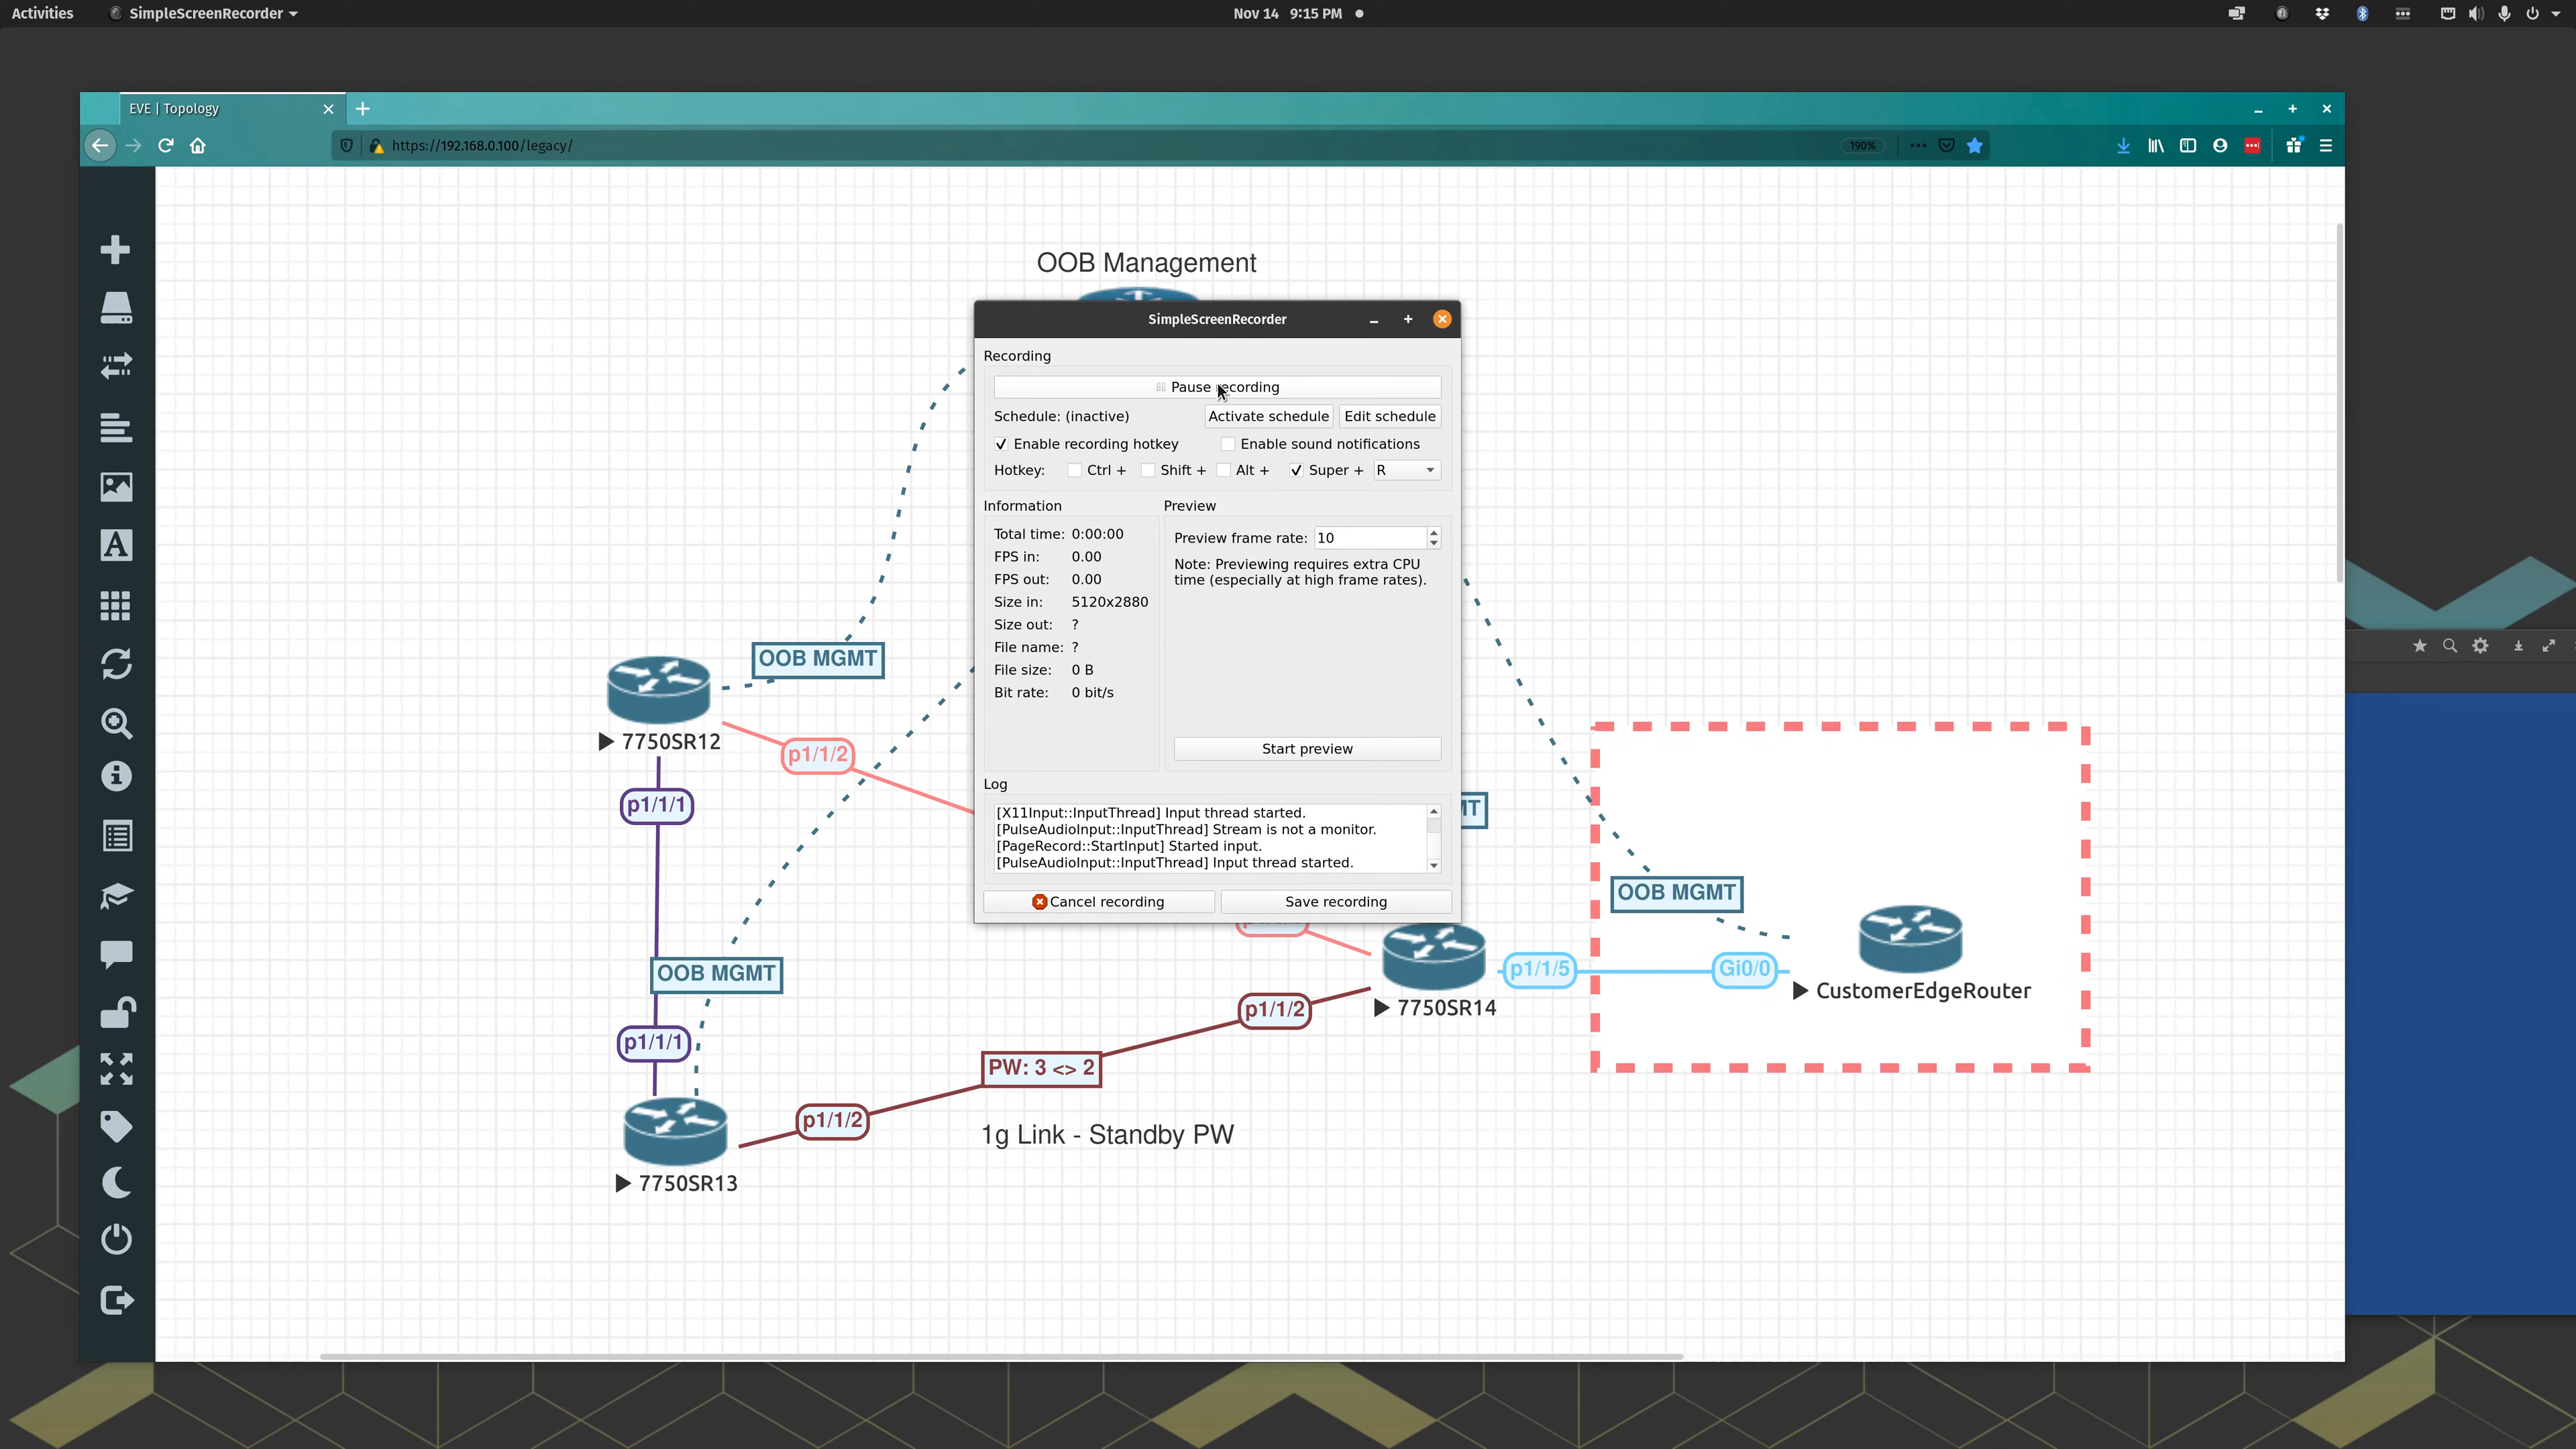 Activities
SimpleScreenRecorder
Nov 14 9:15 PM
EVE | Topology
https://192.168.0.100/legacy/
190%
OOB Management
SimpleScreenRecorder
Recording
Pause recording
Schedule: (inactive)
Activate schedule
Edit schedule
Enable recording hotkey
Enable sound notifications
Hotkey:
Ctrl +
Shift +
Alt +
Super +
R
Information
Total time: 0:00:00
FPS in: 0.00
FPS out: 0.00
Size in: 5120x2880
Size out: ?
File name: ?
File size: 0 B
Bit rate: 0 bit/s
Preview
Preview frame rate: 10
Note: Previewing requires extra CPU
time (especially at high frame rates).
Start preview
Log
[X11Input::InputThread] Input thread started.
[PulseAudioInput::InputThread] Stream is not a monitor.
[PageRecord::StartInput] Started input.
[PulseAudioInput::InputThread] Input thread started.
Cancel recording
Save recording
OOB MGMT
7750SR12
p1/1/2
p1/1/1
OOB MGMT
p1/1/1
7750SR13
p1/1/2
PW: 3 <> 2
1g Link - Standby PW
p1/1/2
7750SR14
p1/1/5
Gi0/0
OOB MGMT
CustomerEdgeRouter